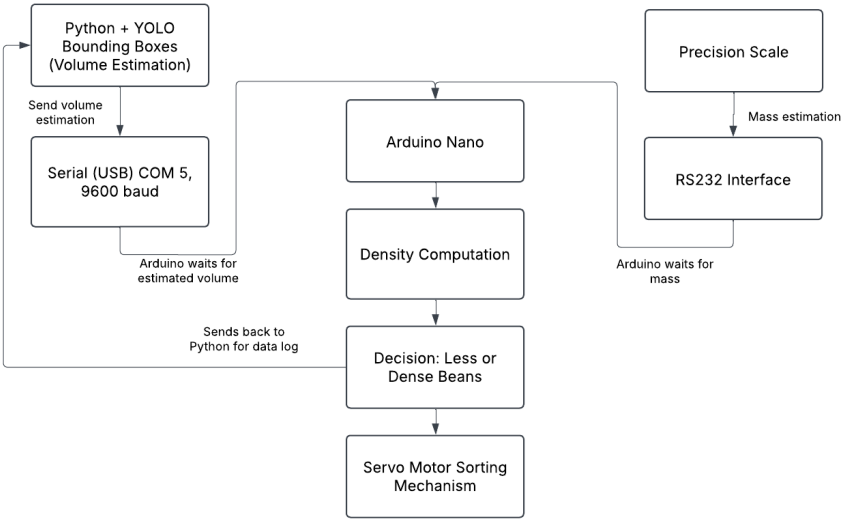 Python + YOLO
Bounding Boxes
(Volume Estimation)
Send volume
estimation
Serial (USB) COM 5,
9600 baud
Arduino waits for
estimated volume
Precision Scale
Mass estimation
RS232 Interface
Arduino waits for
mass
Arduino Nano
Density Computation
Decision: Less or
Dense Beans
Sends back to
Python for data log
Servo Motor Sorting
Mechanism